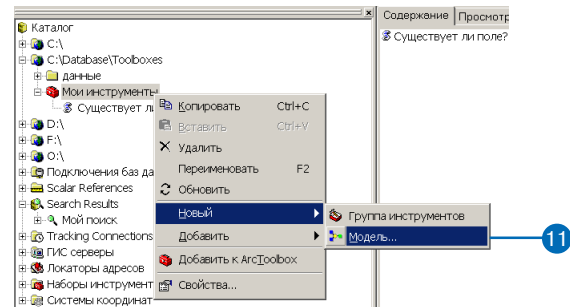 Каталог
C:\
C:\Database\Toolboxes
данные
Мои инструменты
Существует
D:\
F:\
O:\
Подключения баз
Scalar References
Search Results
Мой поиск
Tracking Connections
ГИС серверы
Локаторы адресов
Наборы инструмент
Системы координат
Содержание Просмотр
Существует ли поле?
Копировать Ctrl+C
Вставить Ctrl+V
Удалить
Переименовать F2
Обновить
Новый
Добавить
Добавить к ArcToolbox
Свойства...
Группа инструментов
Модель...
11